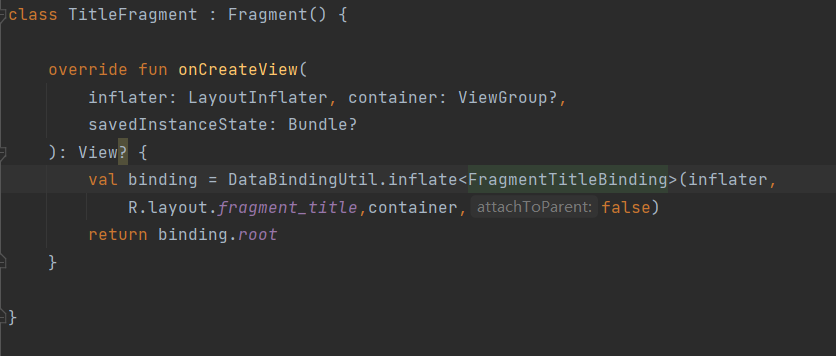 class TitleFragment : Fragment() {
override fun onCreateView(
inflater: LayoutInflater, container: ViewGroup?,
savedInstanceState: Bundle?
): View? {
val binding = DataBindingUtil.inflate<FragmentTitleBinding>(inflater,
R.layout.fragment_title,container, attachToParent: false)
return binding.root
}
}